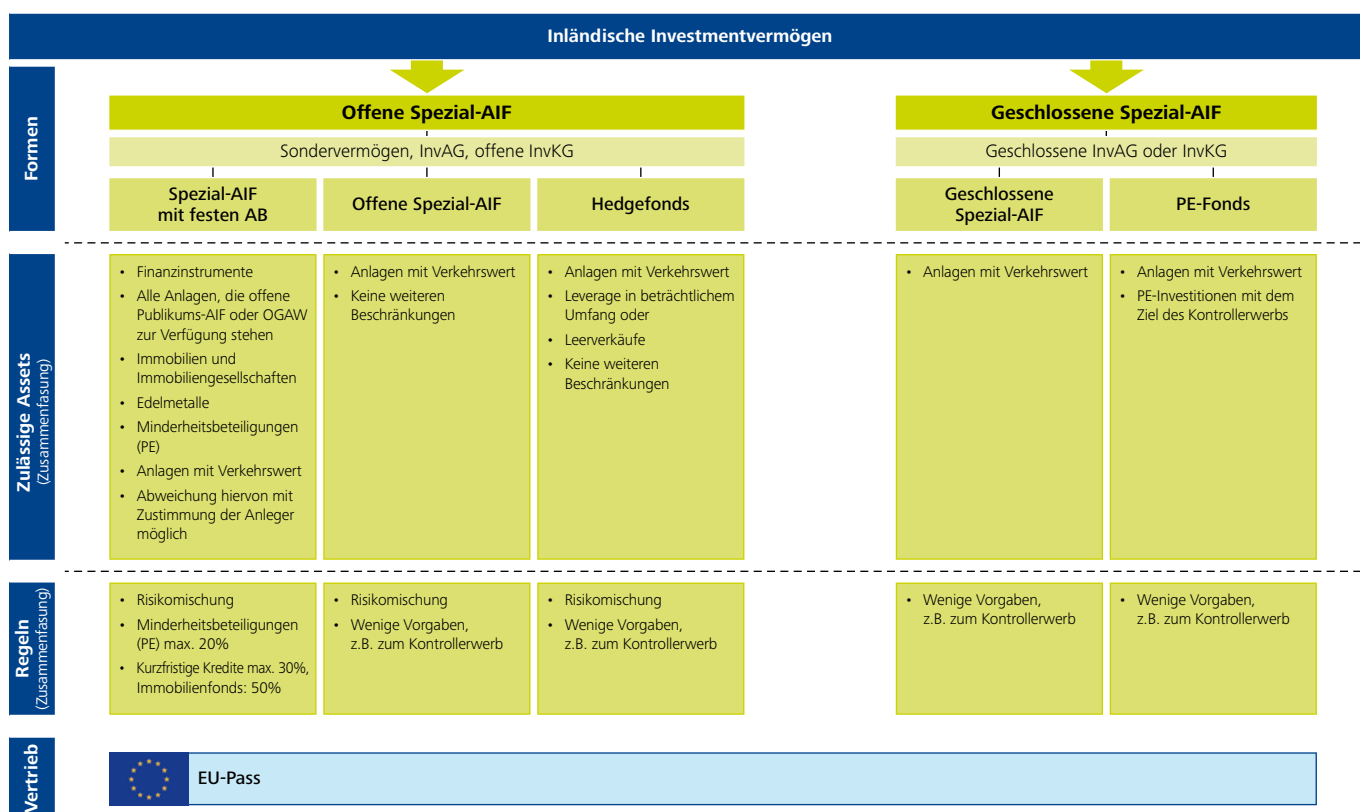 Inländische Investmentvermögen
Formen
Offene Spezial-AIF
Geschlossene Spezial-AIF
Sondervermögen, InvAG, offene InvKG
Geschlossene InvAG oder InvKG
Spezial-AIF
mit festen AB
Offene Spezial-AIF
Hedgefonds
Geschlossene
Spezial-AIF
PE-Fonds
Zulässige Assets
(Zusammenfasung)
• Finanzinstrumente
• Alle Anlagen, die offene
Publikums-AIF oder OGAW
zur Verfügung stehen
• Immobilien und
Immobiliengesellschaften
• Edelmetalle
• Minderheitsbeteiligungen
(PE)
• Anlagen mit Verkehrswert
• Abweichung hiervon mit
Zustimmung der Anleger
möglich
• Anlagen mit Verkehrswert
• Keine weiteren
Beschränkungen
• Anlagen mit Verkehrswert
• Leverage in beträchtlichem
Umfang oder
• Leerverkäufe
• Keine weiteren
Beschränkungen
• Anlagen mit Verkehrswert
• Anlagen mit Verkehrswert
• PE-Investitionen mit dem
Ziel des Kontrollerwerbs
Regeln
(Zusammenfasung)
• Risikomischung
• Minderheitsbeteiligungen
(PE) max. 20%
• Kurzfristige Kredite max. 30%,
Immobilienfonds: 50%
• Risikomischung
• Wenige Vorgaben,
z.B. zum Kontrollerwerb
• Risikomischung
• Wenige Vorgaben,
z.B. zum Kontrollerwerb
• Wenige Vorgaben,
z.B. zum Kontrollerwerb
• Wenige Vorgaben,
z.B. zum Kontrollerwerb
Vertrieb
EU-Pass